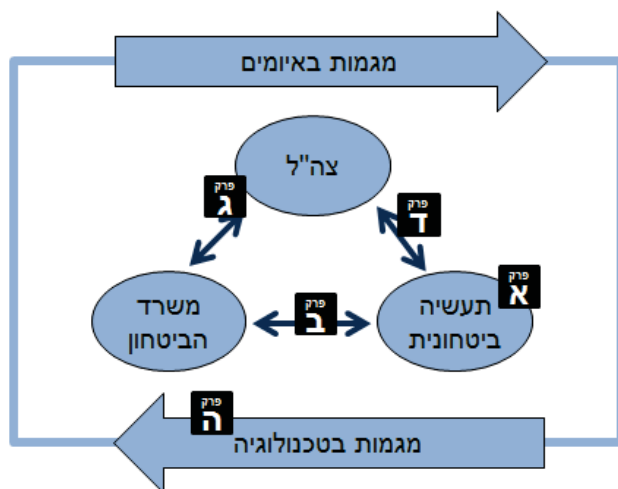 מגמות באיומים
צה"ל
פרק
ג
פרק
ד
פרק
א
תעשיה
ביטחונית
פרק
ב
משרד
הביטחון
פרק
ה
מגמות בטכנולוגיה